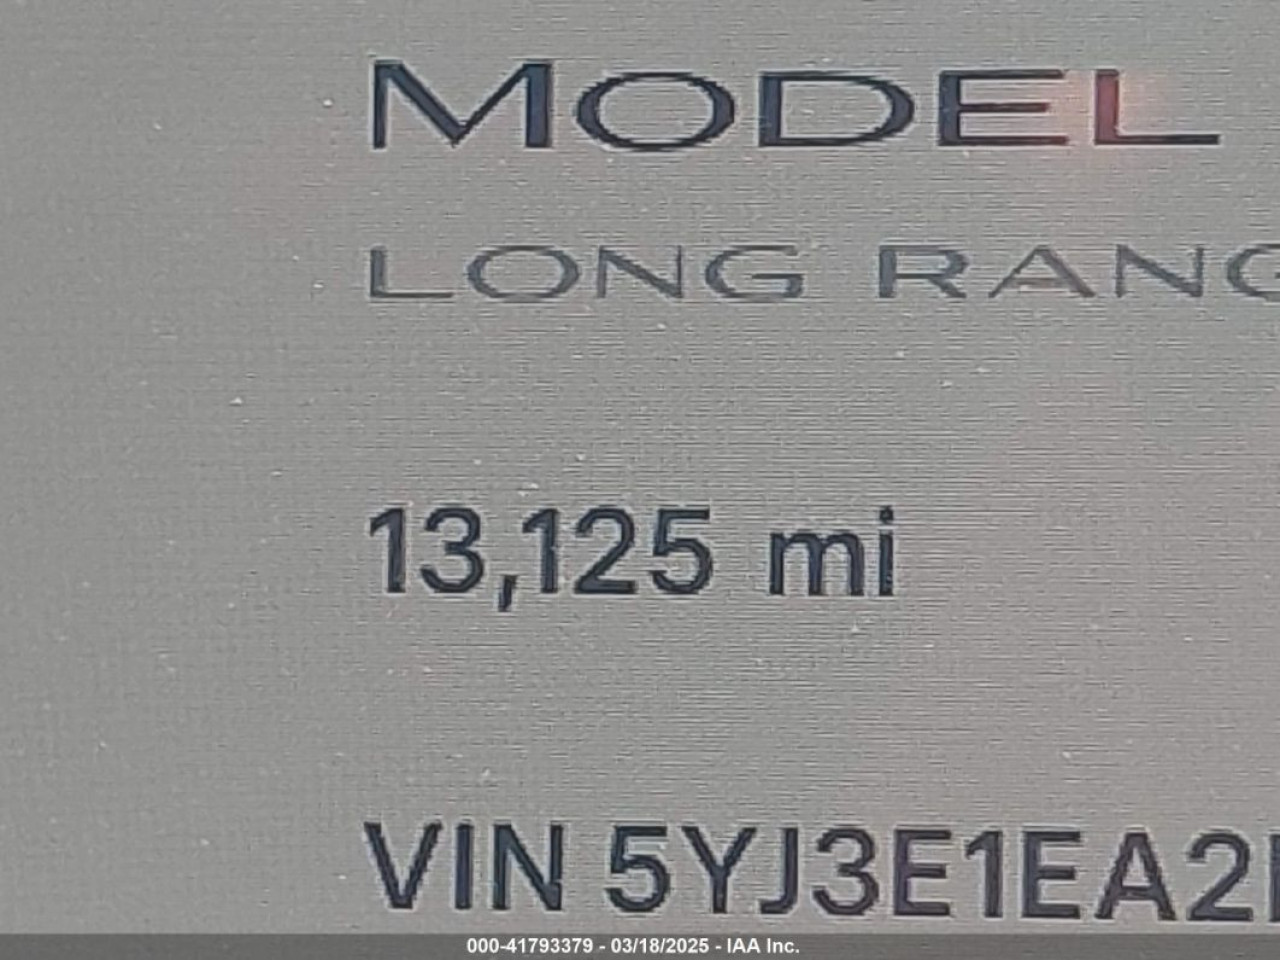 MODEL
LONG RANG
13,125 mi
VIN 5YJ3E1EA2
000-41793379 - 03/18/2025 - IAA Inc.